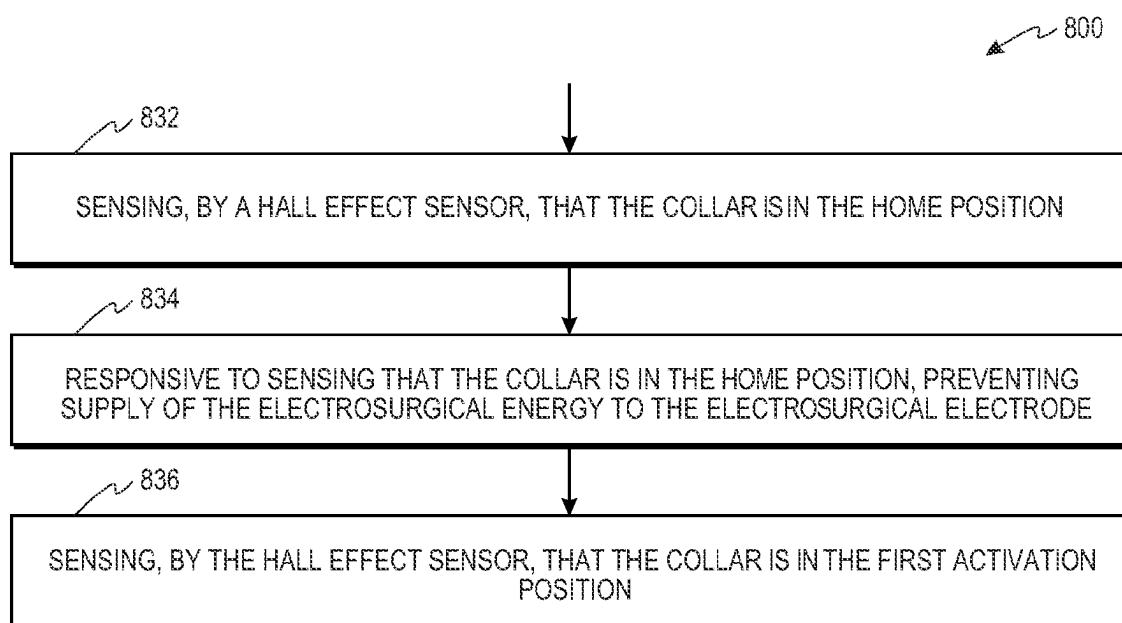 800
832
SENSING, BY A HALL EFFECT SENSOR, THAT THE COLLAR IS IN THE HOME POSITION
834
RESPONSIVE TO SENSING THAT THE COLLAR IS IN THE HOME POSITION, PREVENTING
SUPPLY OF THE ELECTROSURGICAL ENERGY TO THE ELECTROSURGICAL ELECTRODE
836
SENSING, BY THE HALL EFFECT SENSOR, THAT THE COLLAR IS IN THE FIRST ACTIVATION
POSITION